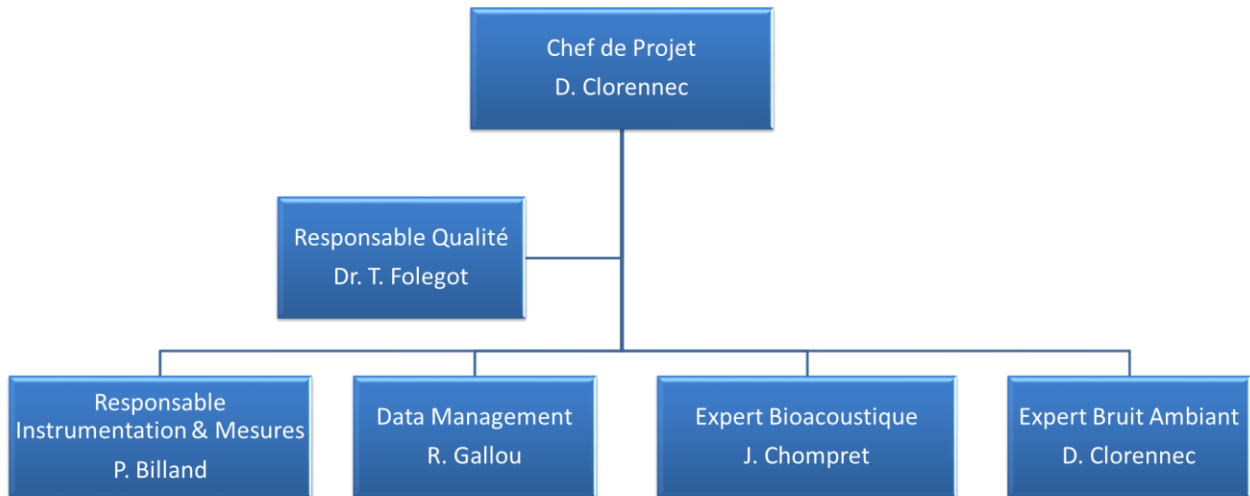 Chef de Projet
D. Clorennec
Responsable Qualité
Dr. T. Folegot
Responsable
Instrumentation & Mesures
P. Billand
Data Management
R. Gallou
Expert Bioacoustique
J. Chompret
Expert Bruit Ambiant
D. Clorennec